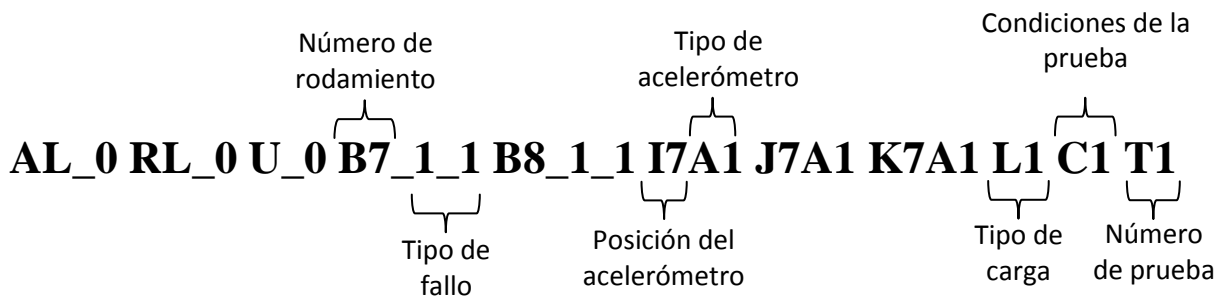 Número de
rodamiento
Tipo de
acelerómetro
Condiciones de la
prueba
AL_0 RL_0 U_0 B7_1_1 B8_1_1 I7A1 J7A1 K7A1 L1 C1 T1
Tipo de
fallo
Posición del
acelerómetro
Tipo de
carga
Número
de prueba